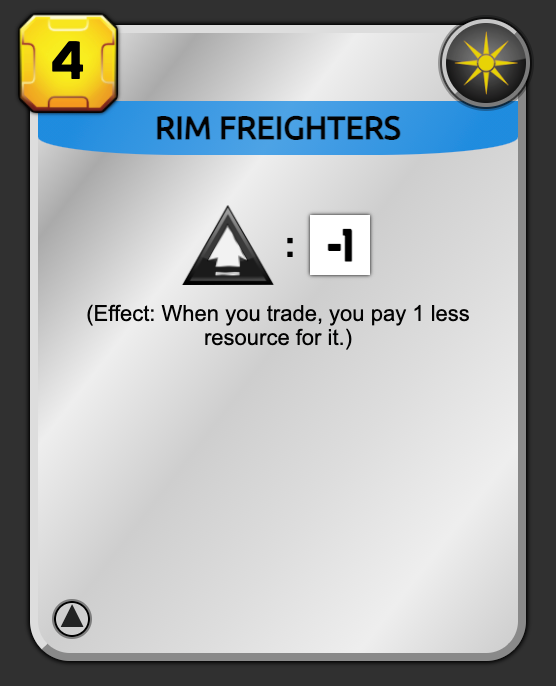 4
RIM FREIGHTERS
: -1
(Effect: When you trade, you pay 1 less
resource for it.)